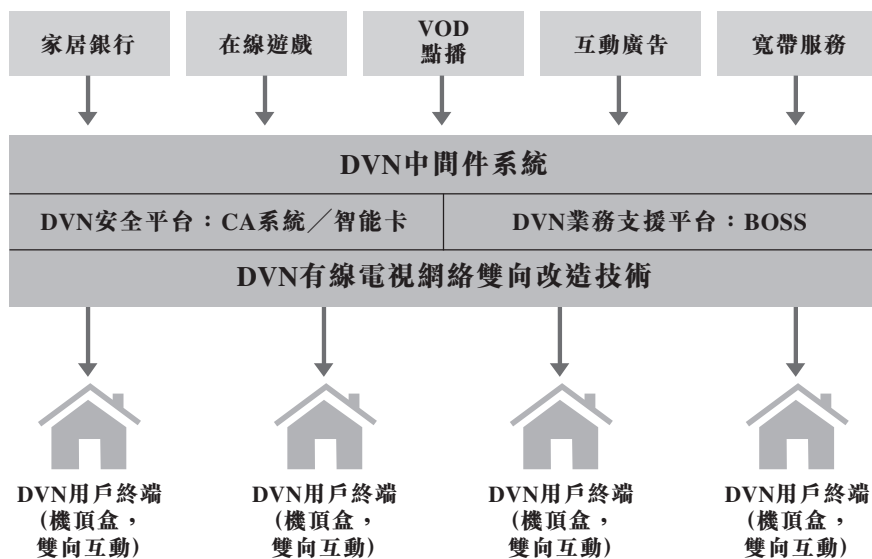 家居銀行
在線遊戲
VOD
點播
互動廣告
寬帶服務
DVN中間件系統
DVN安全平台：CA系統／智能卡
DVN業務支援平台：BOSS
DVN有線電視網絡雙向改造技術
DVN用戶終端
(機頂盒，
雙向互動)
DVN用戶終端
(機頂盒，
雙向互動)
DVN用戶終端
(機頂盒，
雙向互動)
DVN用戶終端
(機頂盒，
雙向互動)